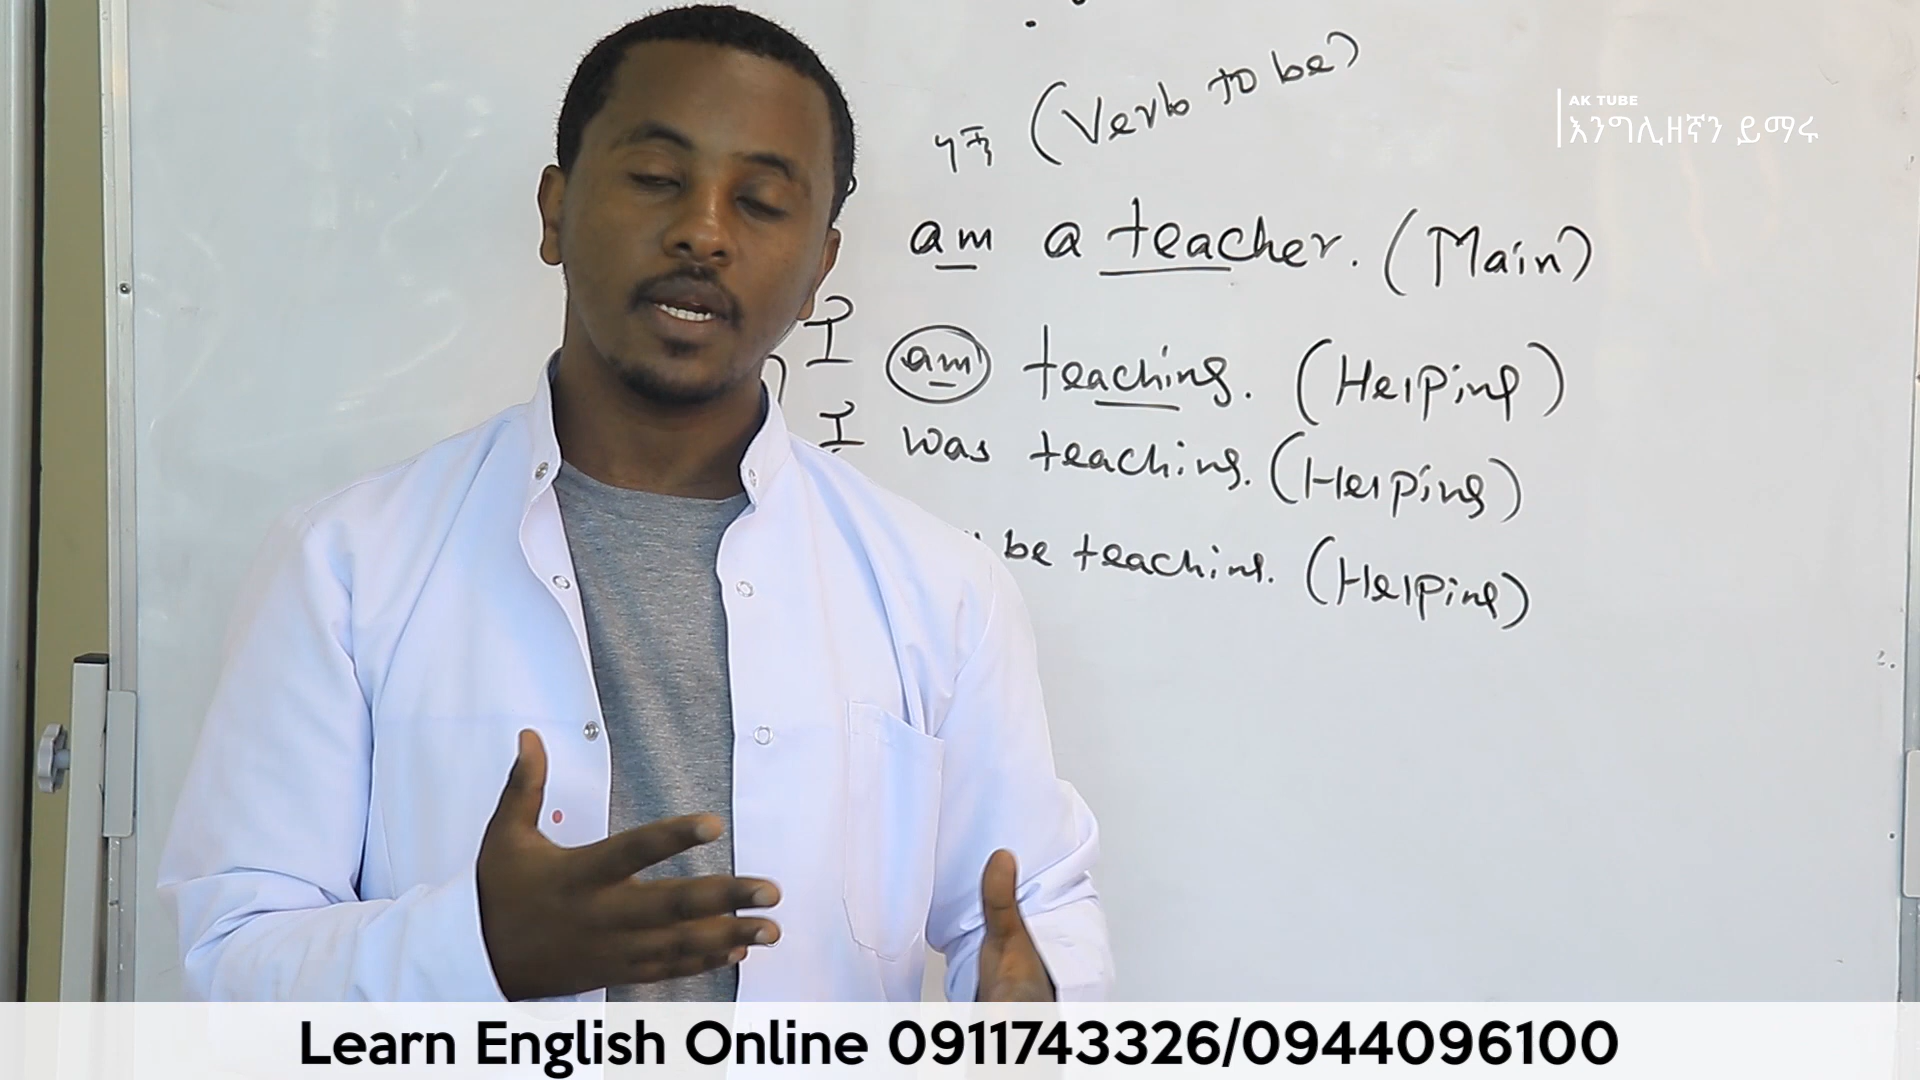 ነኝ (Verb to be)
AK TUBE
እንግሊዘኛን ይማሩ
am a teacher. (Main)
I am teaching. (Helping)
I was teaching. (Helping)
be teaching. (Helping)
Learn English Online 0911743326/0944096100